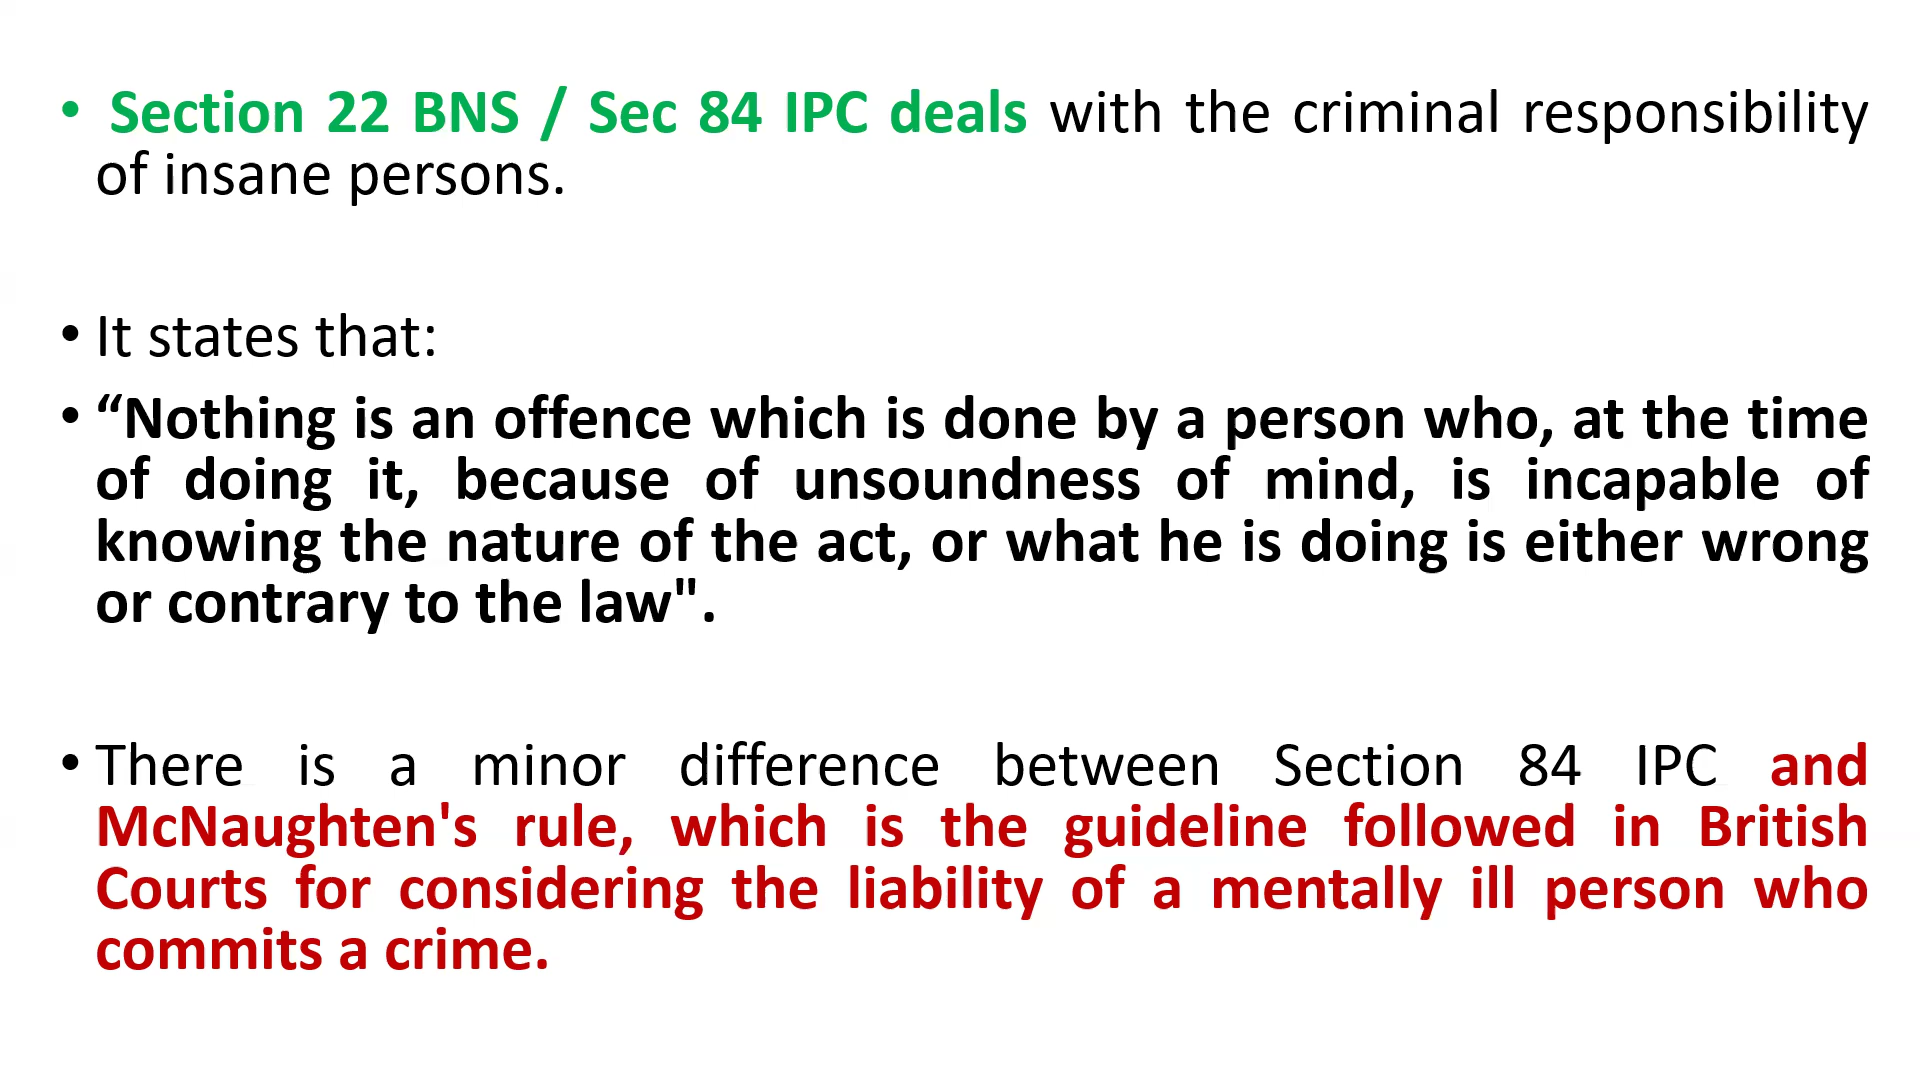 • Section 22 BNS / Sec 84 IPC deals with the criminal responsibility
of insane persons.
• It states that:
• “Nothing is an offence which is done by a person who, at the time
of doing it, because of unsoundness of mind, is incapable of
knowing the nature of the act, or what he is doing is either wrong
or contrary to the law".
• There is a minor difference between Section 84 IPC and
McNaughten's rule, which is the guideline followed in British
Courts for considering the liability of a mentally ill person who
commits a crime.